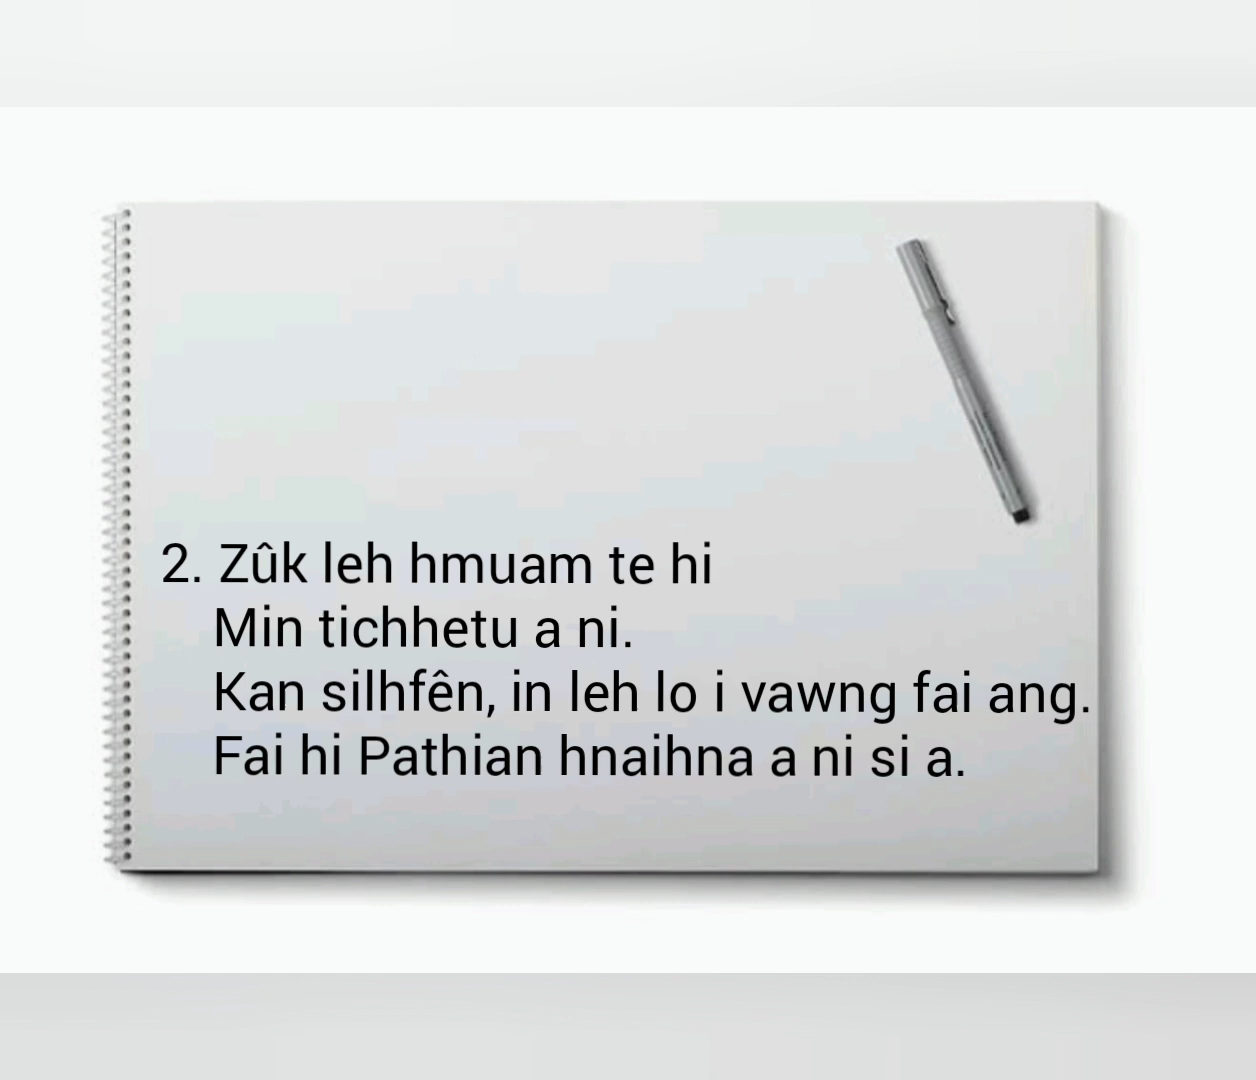 2. Zûk leh hmuam te hi
Min tichhetu a ni.
Kan silhfên, in leh lo i vawng fai ang.
Fai hi Pathian hnaihna a ni si a.